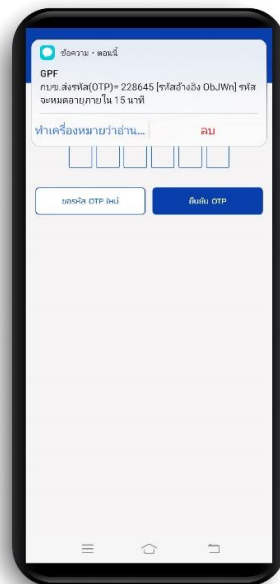 ข้อความ • ตอนนี้
GPF
กบข.ส่งรหัส(OTP)= 228645 [รหัสอ้างอิง ObJWn] รหัส
จะหมดอายุภายใน 15 นาที
ทำเครื่องหมายว่าอ่าน... ลบ
ขอรหัส OTP ใหม่ ยืนยัน OTP